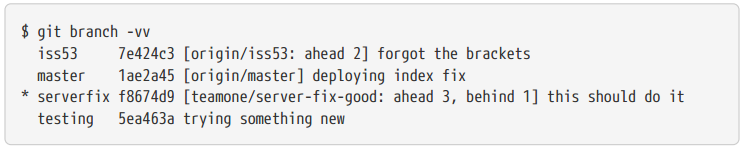 $ git branch -vv
  iss53     7e424c3 [origin/iss53: ahead 2] forgot the brackets
  master    1ae2a45 [origin/master] deploying index fix
* serverfix f8674d9 [teamone/server-fix-good: ahead 3, behind 1] this should do it
  testing   5ea463a trying something new